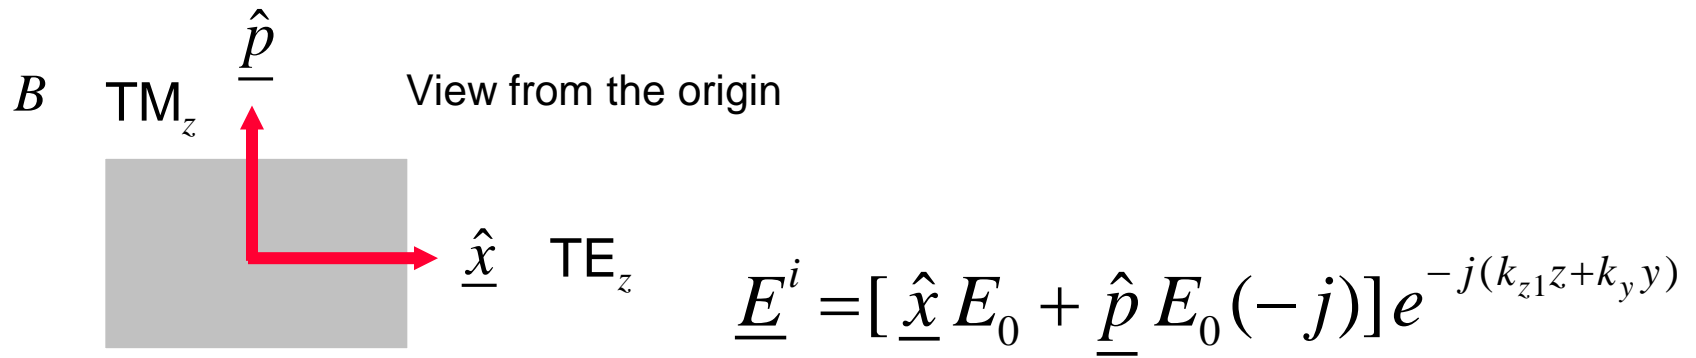 p̂
B TM_z View from the origin
x̂ TE_z
E^i = [ x̂ E_0 + p̂ E_0 (−j) ] e^{−j(k_{z1} z + k_y y)}